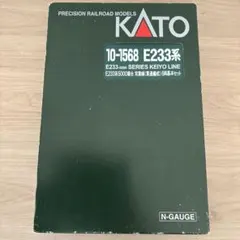 PRECISION RAILROAD MODELS
KATO
10-1568 E233系
E233-5000 SERIES KEIYO LINE
N-GAUGE